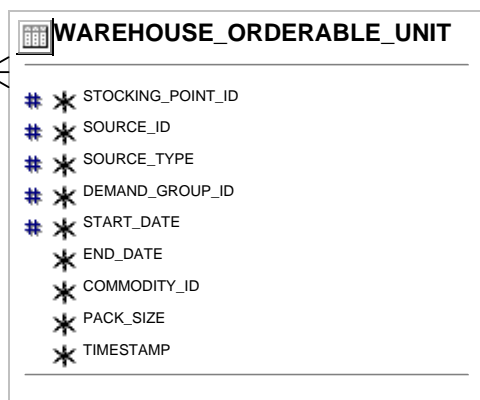 WAREHOUSE_ORDERABLE_UNIT
# * STOCKING_POINT_ID
# * SOURCE_ID
# * SOURCE_TYPE
# * DEMAND_GROUP_ID
# * START_DATE
* END_DATE
* COMMODITY_ID
* PACK_SIZE
* TIMESTAMP